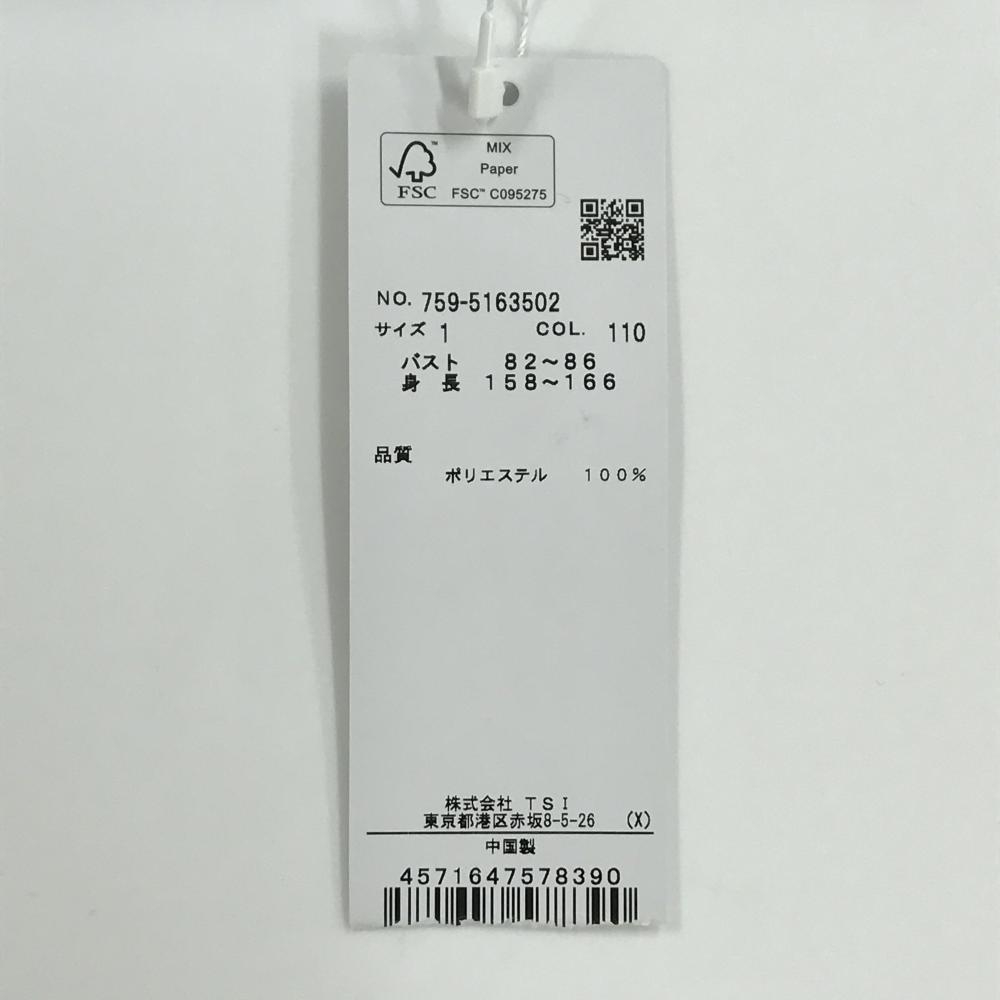 MIX
Paper
FSC™ FSC™ C095275
NO. 759-5163502
サイズ 1 COL. 110
バスト 82~86
身 長 158~166
品質
ポリエステル 100%
株式会社 TSI
東京都港区赤坂8-5-26 (X)
中国製
4571647578390